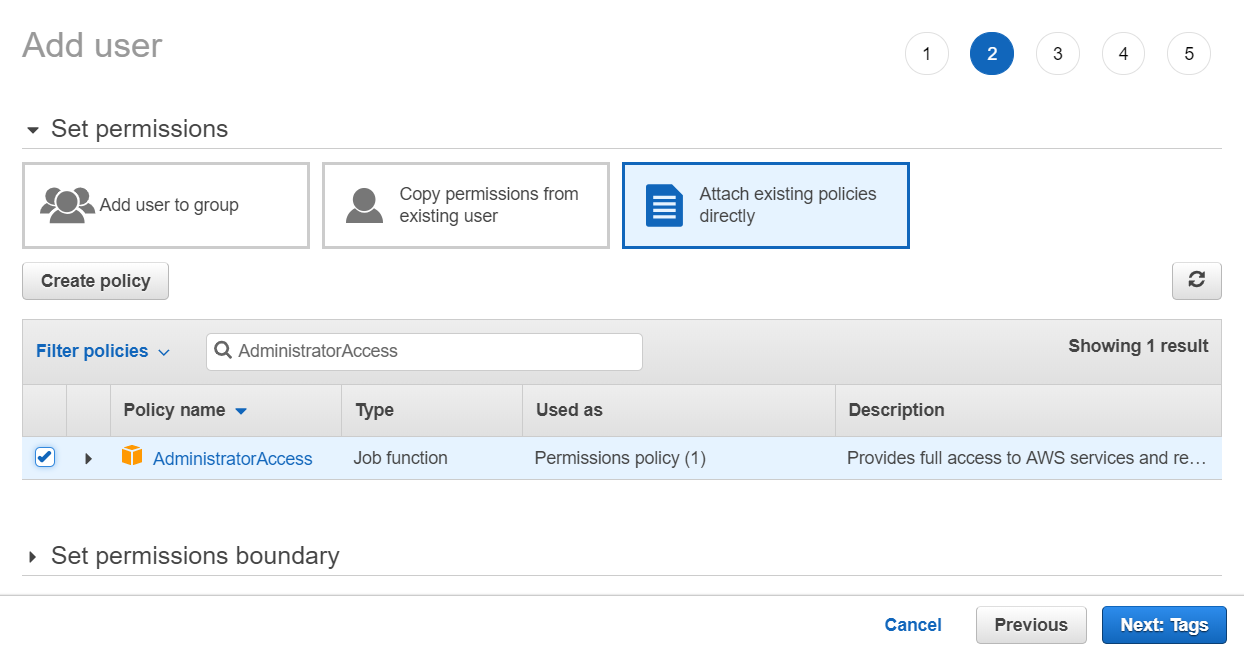 Add user
1 2 3 4 5
Set permissions
Add user to group
Copy permissions from
existing user
Attach existing policies
directly
Create policy
Filter policies
AdministratorAccess
Showing 1 result
Policy name Type Used as Description
AdministratorAccess Job function Permissions policy (1) Provides full access to AWS services and re…
Set permissions boundary
Cancel Previous Next: Tags